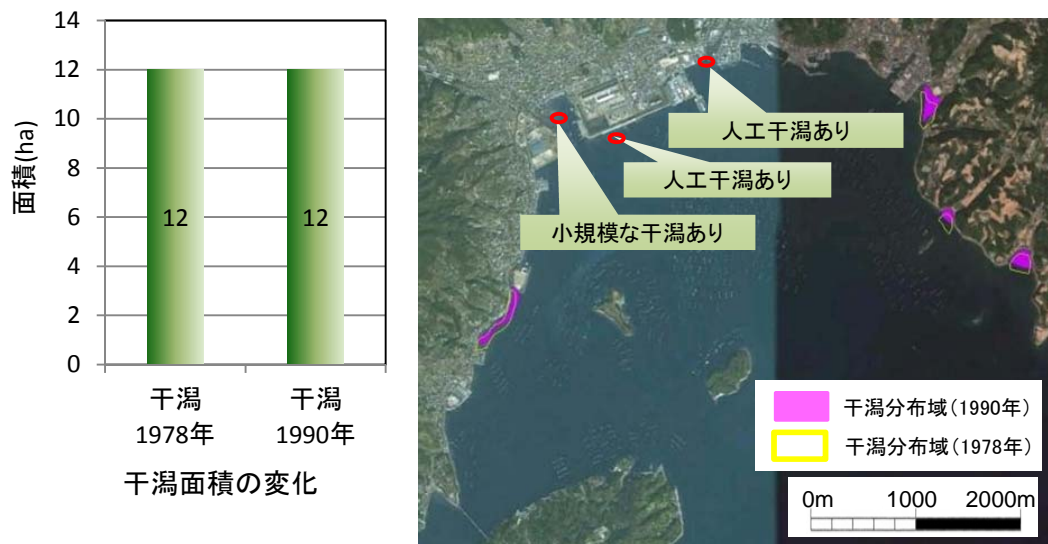 14
12
10
8
6
4
2
0
面積(ha)
12
12
干潟
1978年
干潟
1990年
干潟面積の変化
人工干潟あり
人工干潟あり
小規模な干潟あり
干潟分布域(1990年)
干潟分布域(1978年)
0m 1000 2000m